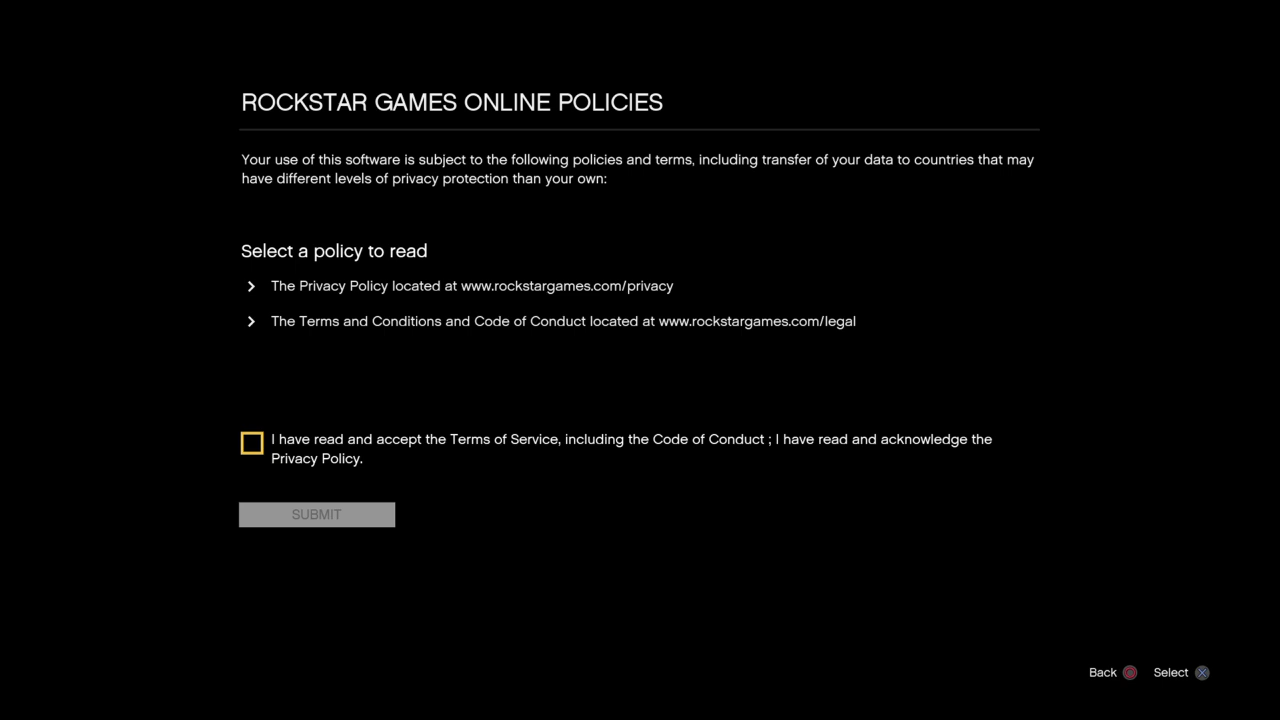 ROCKSTAR GAMES ONLINE POLICIES
Your use of this software is subject to the following policies and terms, including transfer of your data to countries that may
have different levels of privacy protection than your own:
Select a policy to read
The Privacy Policy located at www.rockstargames.com/privacy
The Terms and Conditions and Code of Conduct located at www.rockstargames.com/legal
I have read and accept the Terms of Service, including the Code of Conduct ; I have read and acknowledge the
Privacy Policy.
SUBMIT
Back Select